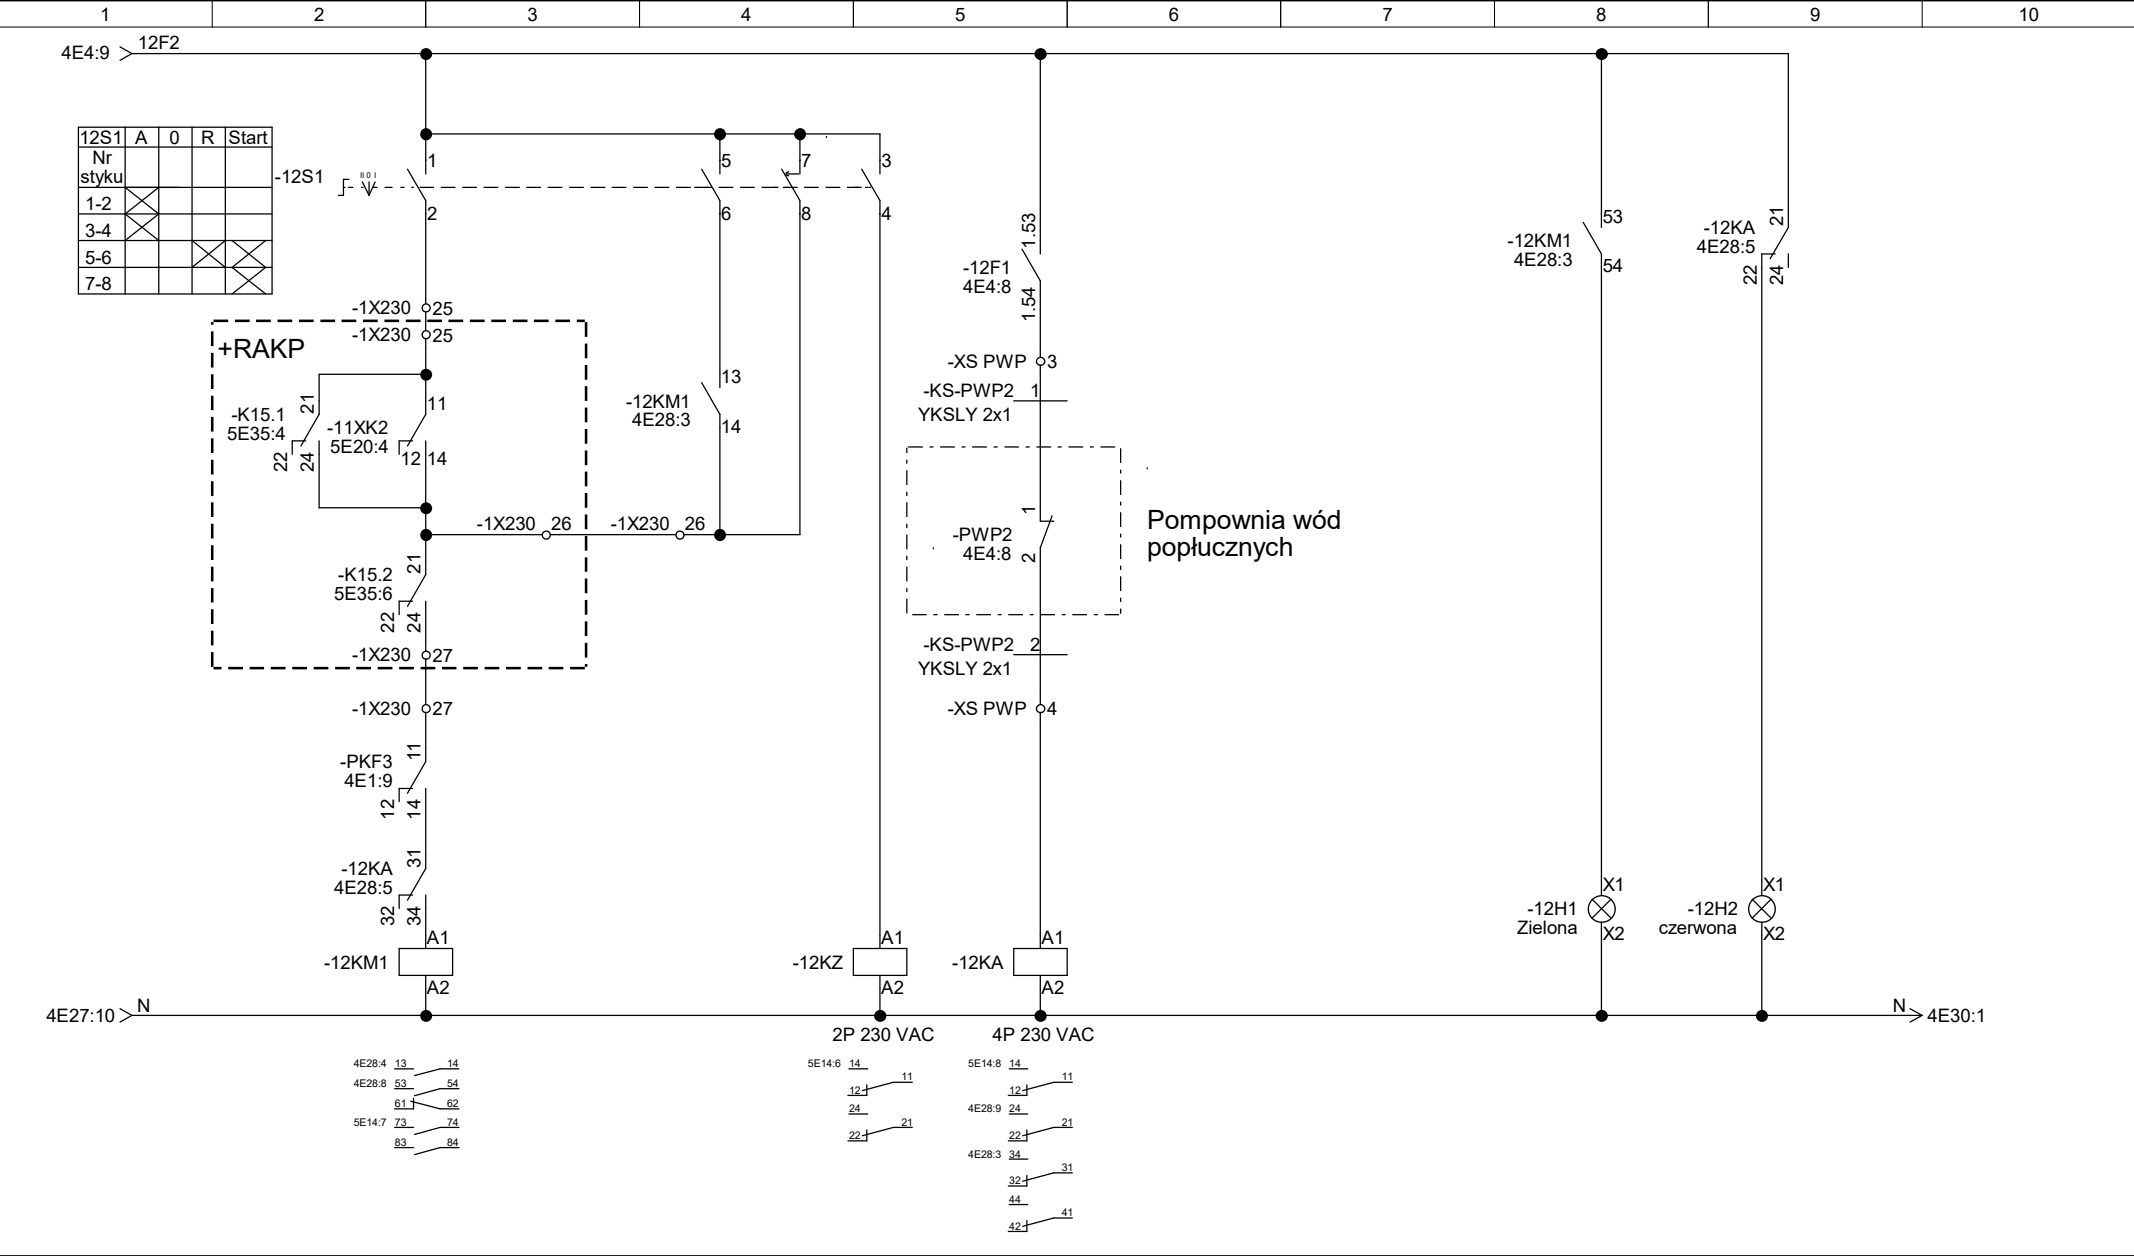 1 2 3 4 5 6 7 8 9 10
4E4:9 12F2
12S1 A 0 R Start
Nr
styku
1-2
3-4
5-6
7-8
-12S1
II 0 I
1
2
5
6
7
8
3
4
-1X230 25
-1X230 25
+RAKP
-K15.1
5E35:4
21
22
24
-11XK2
5E20:4
11
12 14
-12KM1
4E28:3
13
14
-1X230 26
-1X230 26
-K15.2
5E35:6
21
22
24
-1X230 27
-1X230 27
-PKF3
4E1:9
11
12
14
-12KA
4E28:5
31
32
34
-12KM1
A1
A2
-12KZ
A1
A2
-12F1
4E4:8
1.53
1.54
-XS PWP 3
-KS-PWP2 1
YKSLY 2x1
-PWP2
4E4:8
1
2
Pompownia wód
popłucznych
-KS-PWP2 2
YKSLY 2x1
-XS PWP 4
-12KA
A1
A2
-12KM1
4E28:3
53
54
-12KA
4E28:5
21
22
24
-12H1
Zielona
X1
X2
-12H2
czerwona
X1
X2
4E27:10 N
N 4E30:1
2P 230 VAC
4P 230 VAC
4E28:4 13 14
4E28:8 53 54
61 62
5E14:7 73 74
83 84
5E14:6 14
12 11
24
22 21
5E14:8 14
12 11
4E28:9 24
22 21
4E28:3 34
32 31
44
42 41